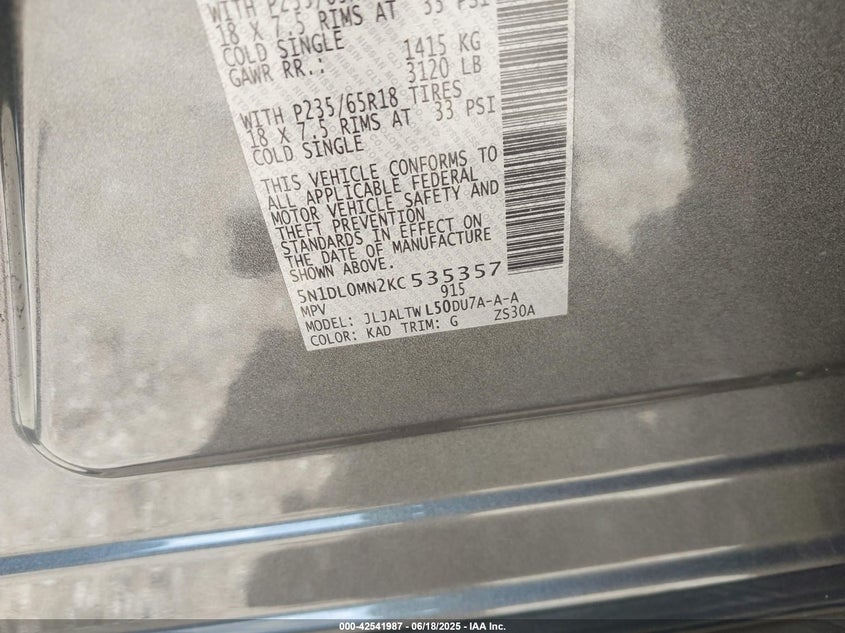 WITH P235/65R18
18 X 7.5 RIMS AT 33 PSI
COLD SINGLE
GAWR RR.: 1415 KG
3120 LB
WITH P235/65R18 TIRES
18 X 7.5 RIMS AT 33 PSI
COLD SINGLE
THIS VEHICLE CONFORMS TO
ALL APPLICABLE FEDERAL
MOTOR VEHICLE SAFETY AND
THEFT PREVENTION
STANDARDS IN EFFECT ON
THE DATE OF MANUFACTURE
SHOWN ABOVE.
5N1DL0MN2KC535357
MPV 915
MODEL: JLJALTWL50DU7A-A-A
COLOR: KAD TRIM: G ZS30A
000-42541987 - 06/18/2025 - IAA Inc.